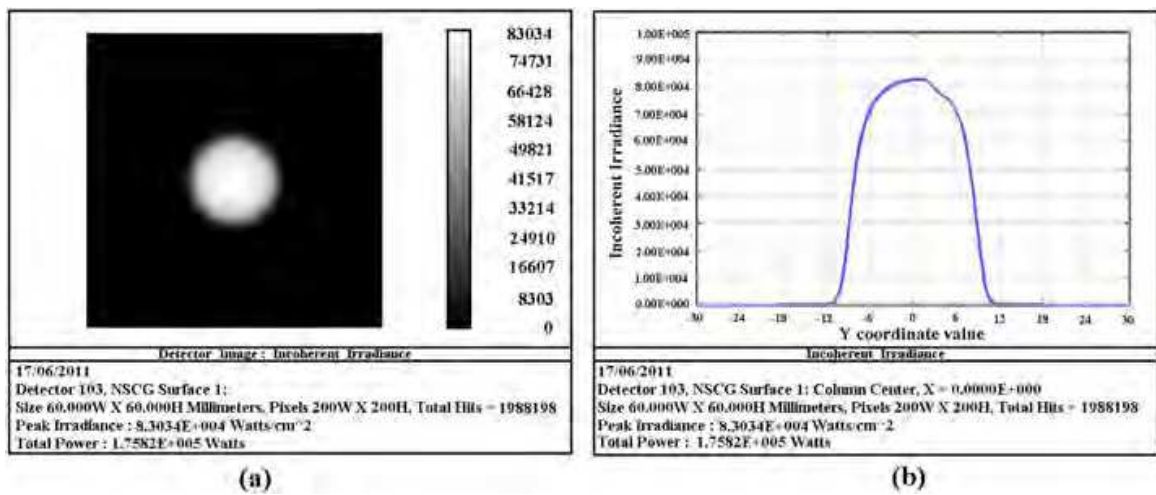 83034
74731
66428
58124
49821
41517
33214
24910
16607
8303
0
Detector Image: Incoherent Irradiance
17/06/2011
Detector 103, NSCG Surface 1:
Size 60.000W X 60.000H Millimeters, Pixels 200W X 200H, Total Hits = 1988198
Peak Irradiance : 8.3034E+004 Watts/cm^2
Total Power : 1.7582E+005 Watts
(a)
Incoherent Irradiance
1.00E+005
9.00E+004
8.00E+004
7.00E+004
6.00E+004
5.00E+004
4.00E+004
3.00E+004
2.00E+004
1.00E+004
0.00E+000
-30 -24 -18 -12 -6 0 6 12 18 24 30
Y coordinate value
Incoherent Irradiance
17/06/2011
Detector 103, NSCG Surface 1: Column Center, X = 0.0000E+000
Size 60.000W X 60.000H Millimeters, Pixels 200W X 200H, Total Hits = 1988198
Peak Irradiance : 8.3034E+004 Watts/cm^2
Total Power : 1.7582E+005 Watts
(b)